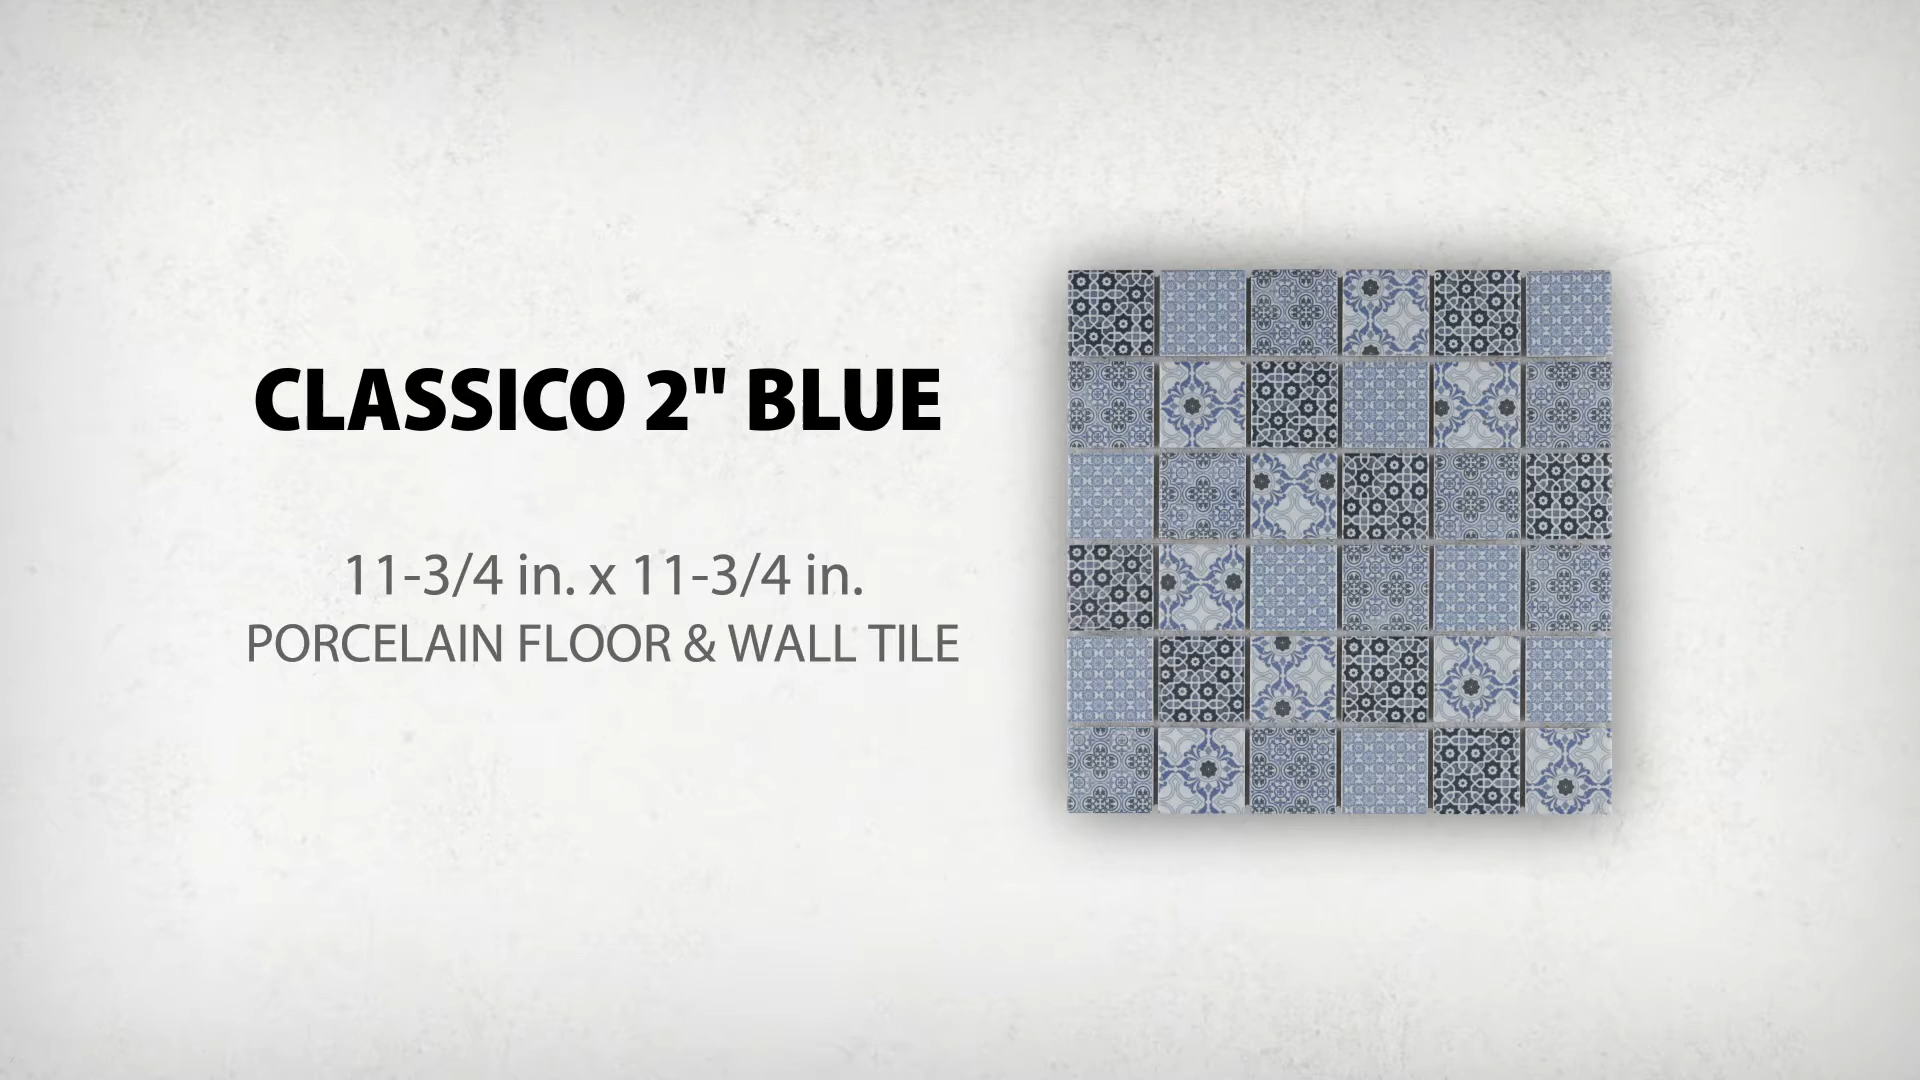 CLASSICO 2" BLUE
11-3/4 in. x 11-3/4 in.
PORCELAIN FLOOR & WALL TILE